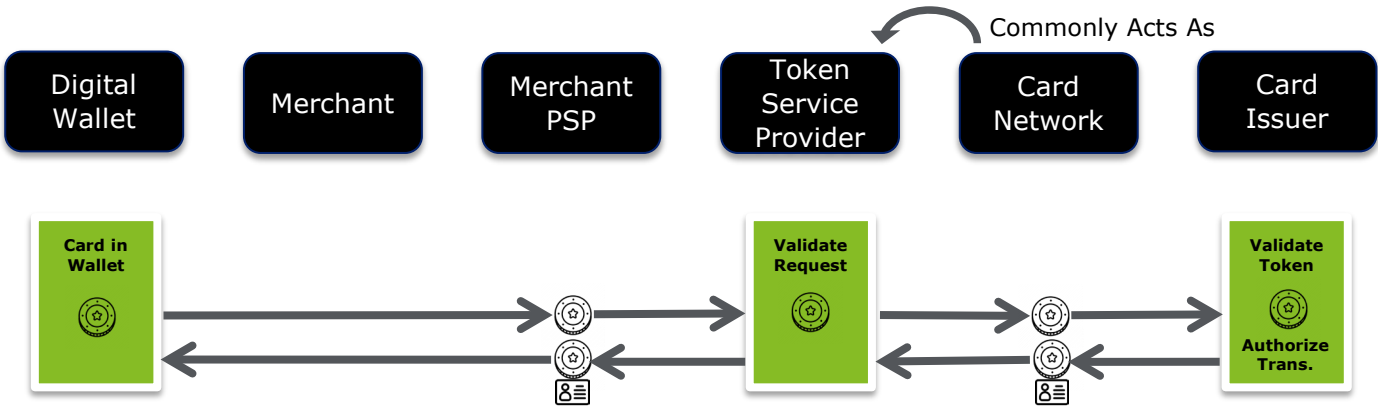 Commonly Acts As
Digital
Wallet
Merchant
Merchant
PSP
Token
Service
Provider
Card
Network
Card
Issuer
Card in
Wallet
Validate
Request
Validate
Token
Authorize
Trans.